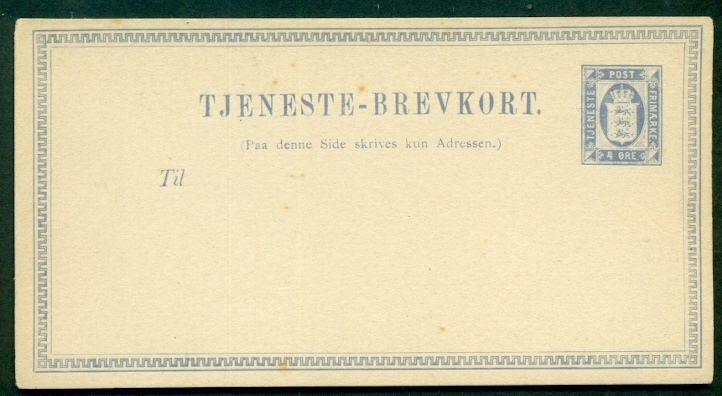 TJENESTE-BREVKORT.
(Paa denne Side skrives kun Adressen.)
Til
POST
TJENESTE
FRIMÆRKE
4 ØRE